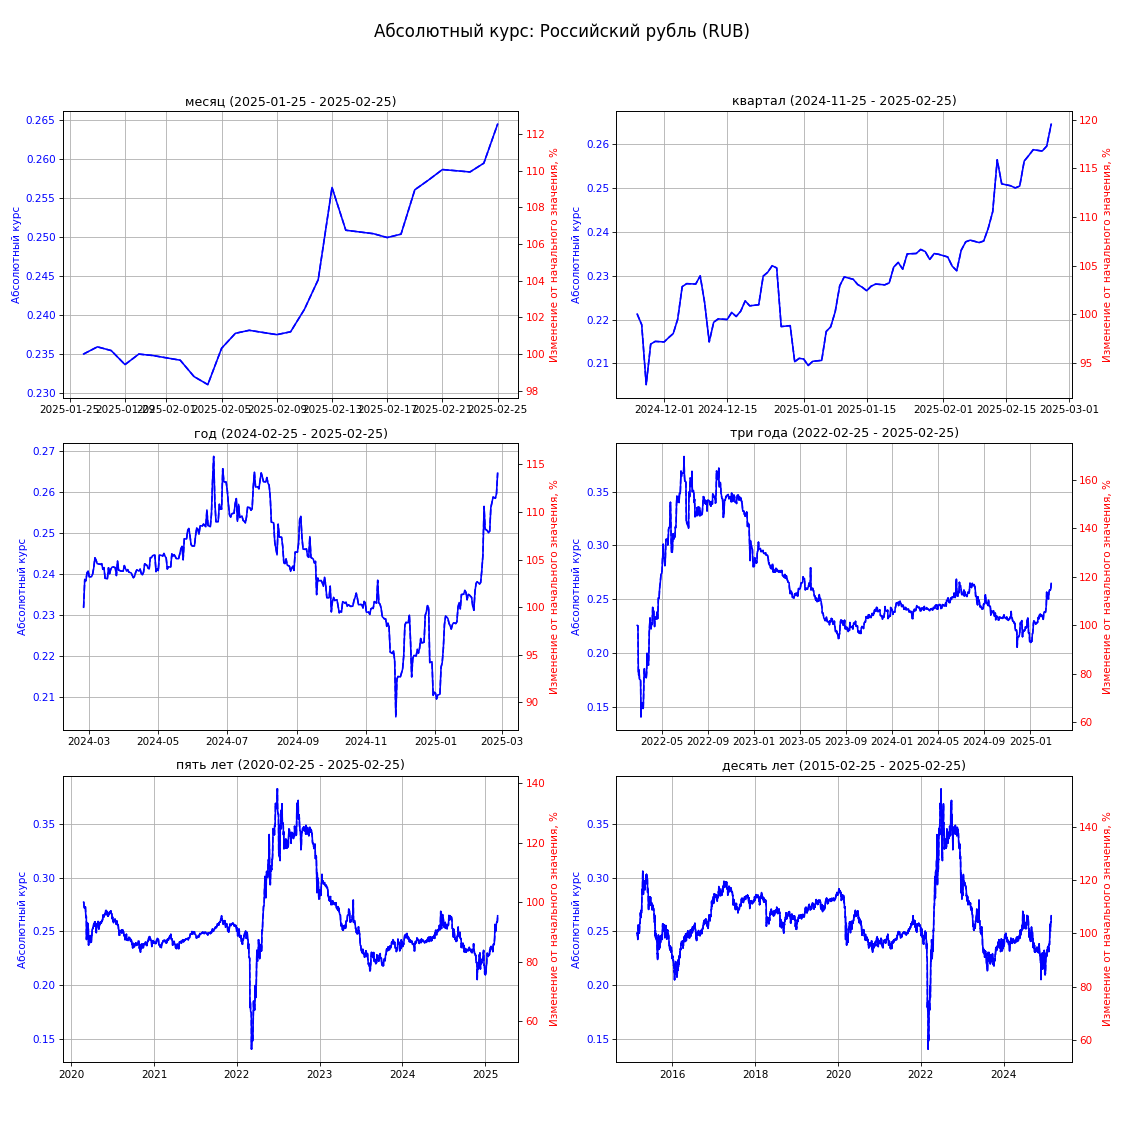 Абсолютный курс: Российский рубль (RUB)
месяц (2025-01-25 - 2025-02-25)
Абсолютный курс
0.265
0.260
0.255
0.250
0.245
0.240
0.235
0.230
112
110
108
106
104
102
100
98
Изменение от начального значения, %
2025-01-25 2025-01-29 2025-02-01 2025-02-05 2025-02-09 2025-02-13 2025-02-17 2025-02-21 2025-02-25
квартал (2024-11-25 - 2025-02-25)
Абсолютный курс
0.26
0.25
0.24
0.23
0.22
0.21
120
115
110
105
100
95
Изменение от начального значения, %
2024-12-01 2024-12-15 2025-01-01 2025-01-15 2025-02-01 2025-02-15 2025-03-01
год (2024-02-25 - 2025-02-25)
Абсолютный курс
0.27
0.26
0.25
0.24
0.23
0.22
0.21
115
110
105
100
95
90
Изменение от начального значения, %
2024-03 2024-05 2024-07 2024-09 2024-11 2025-01 2025-03
три года (2022-02-25 - 2025-02-25)
Абсолютный курс
0.35
0.30
0.25
0.20
0.15
160
140
120
100
80
60
Изменение от начального значения, %
2022-05 2022-09 2023-01 2023-05 2023-09 2024-01 2024-05 2024-09 2025-01
пять лет (2020-02-25 - 2025-02-25)
Абсолютный курс
0.35
0.30
0.25
0.20
0.15
140
120
100
80
60
Изменение от начального значения, %
2020 2021 2022 2023 2024 2025
десять лет (2015-02-25 - 2025-02-25)
Абсолютный курс
0.35
0.30
0.25
0.20
0.15
140
120
100
80
60
Изменение от начального значения, %
2016 2018 2020 2022 2024